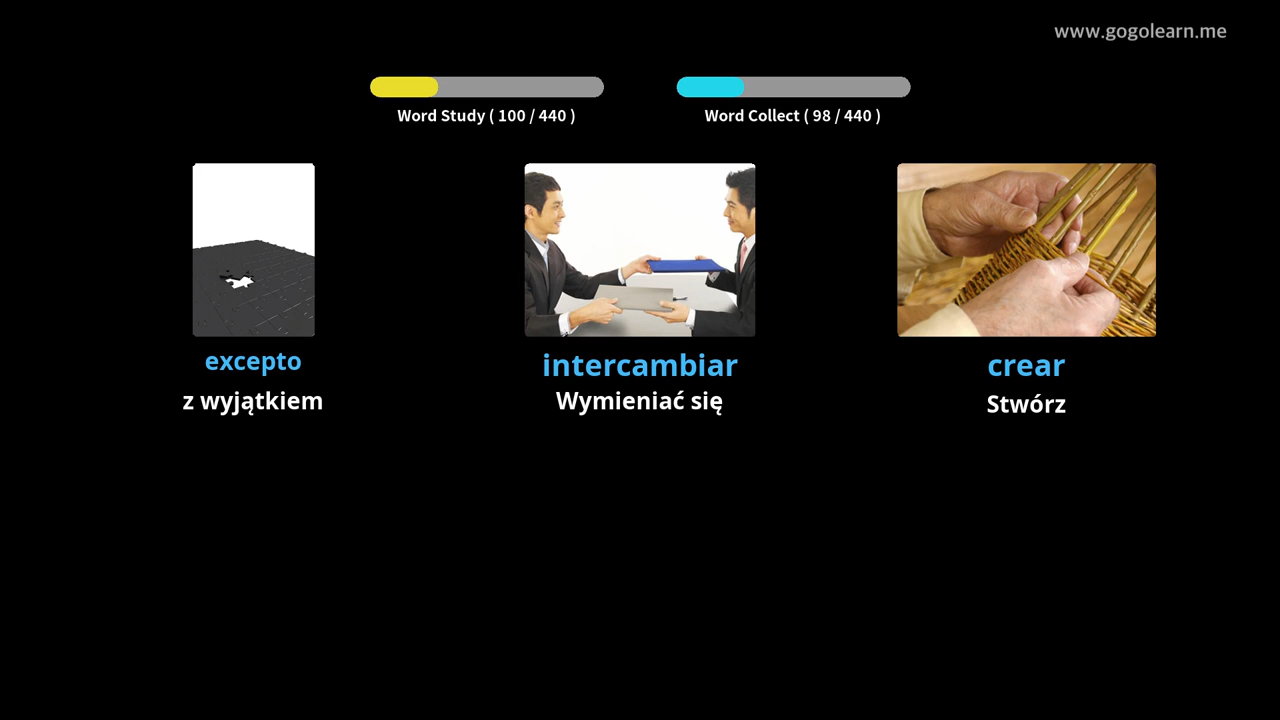 www.gogolearn.me
Word Study ( 100 / 440 )
Word Collect ( 98 / 440 )
excepto
z wyjątkiem
intercambiar
Wymieniać się
crear
Stwórz